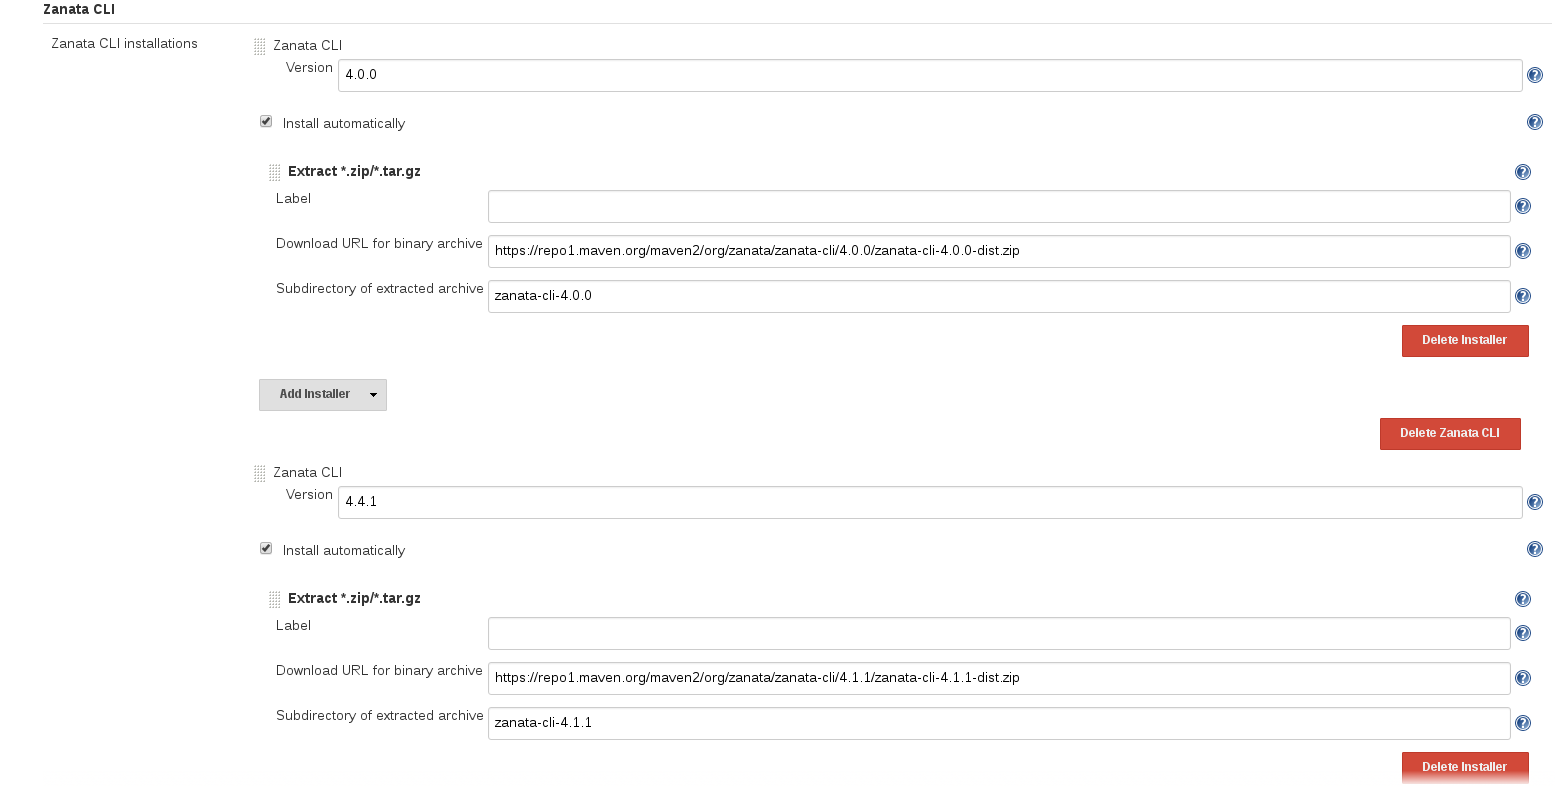 Zanata CLI
Zanata CLI installations
Zanata CLI
Version
4.0.0
Install automatically
Extract *.zip/*.tar.gz
Label
Download URL for binary archive
https://repo1.maven.org/maven2/org/zanata/zanata-cli/4.0.0/zanata-cli-4.0.0-dist.zip
Subdirectory of extracted archive
zanata-cli-4.0.0
Delete Installer
Add Installer
Delete Zanata CLI
Zanata CLI
Version
4.4.1
Install automatically
Extract *.zip/*.tar.gz
Label
Download URL for binary archive
https://repo1.maven.org/maven2/org/zanata/zanata-cli/4.1.1/zanata-cli-4.1.1-dist.zip
Subdirectory of extracted archive
zanata-cli-4.1.1
Delete Installer